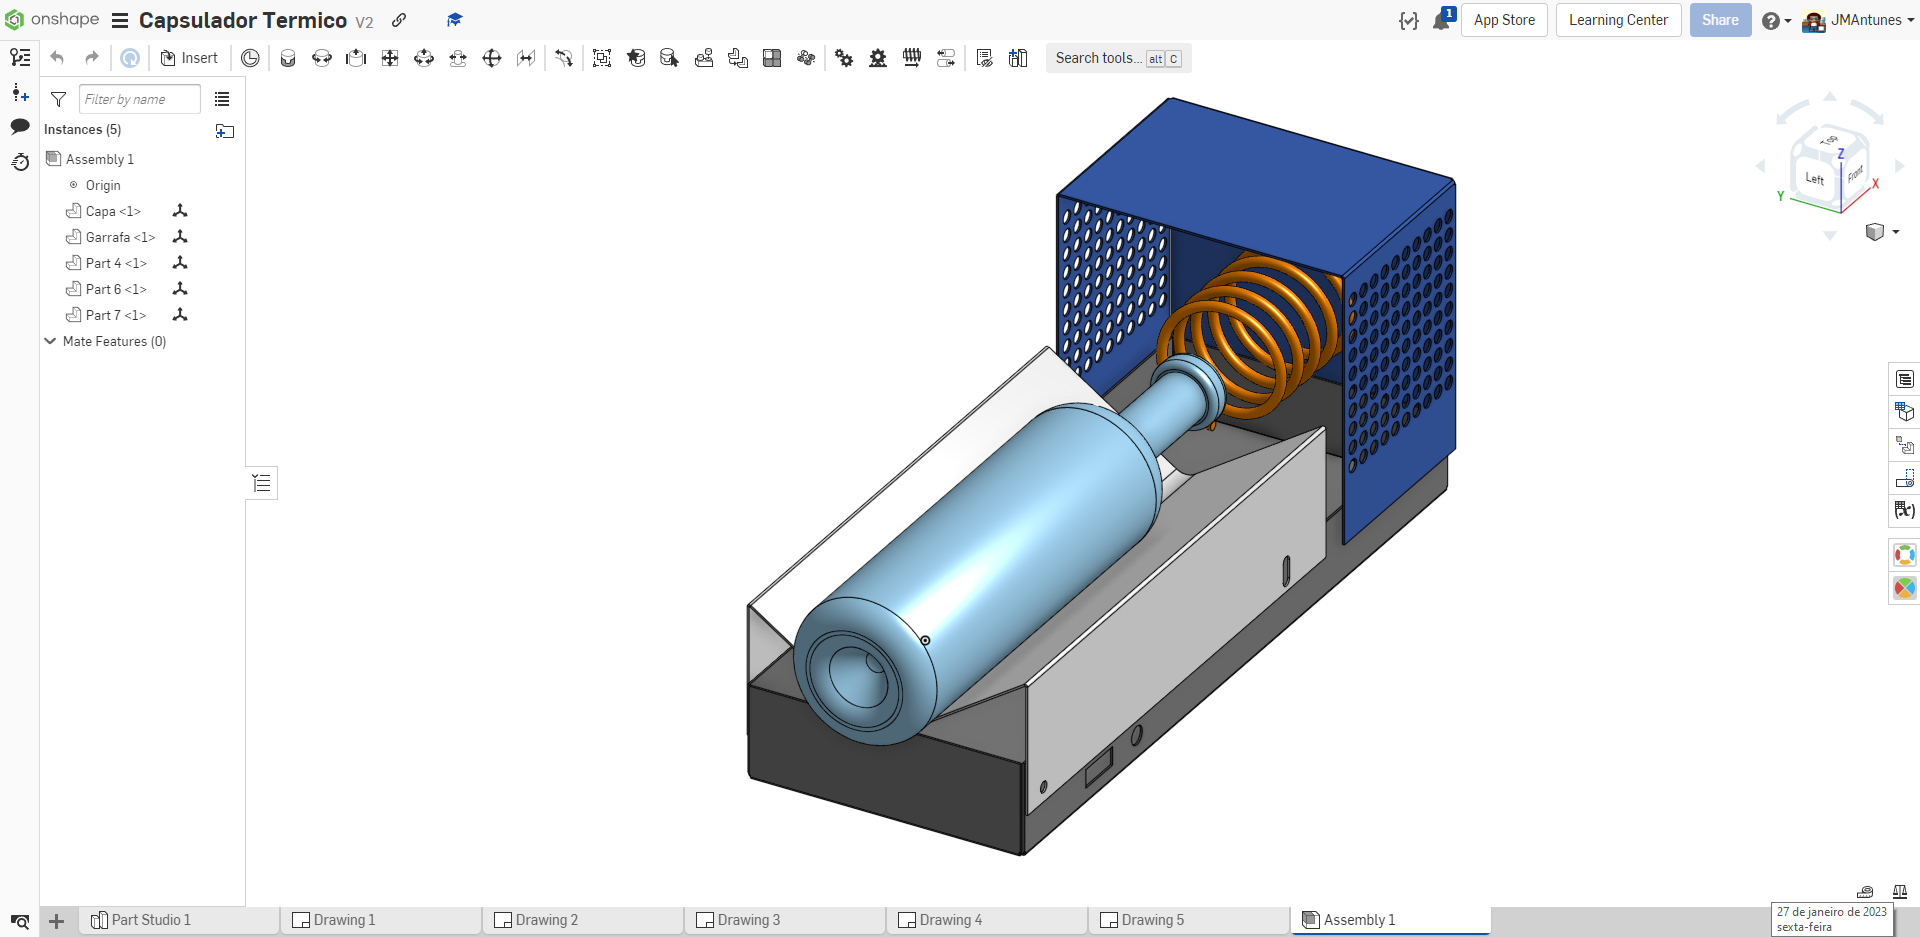 onshape
Capsulador Termico V2
1
App Store
Learning Center
Share
JMAntunes
Insert
Search tools... alt C
Filter by name
Instances (5)
Assembly 1
Origin
Capa <1>
Garrafa <1>
Part 4 <1>
Part 6 <1>
Part 7 <1>
Mate Features (0)
Top
Left
Front
Z
Y
X
(x)
Part Studio 1
Drawing 1
Drawing 2
Drawing 3
Drawing 4
Drawing 5
Assembly 1
27 de janeiro de 2023
sexta-feira